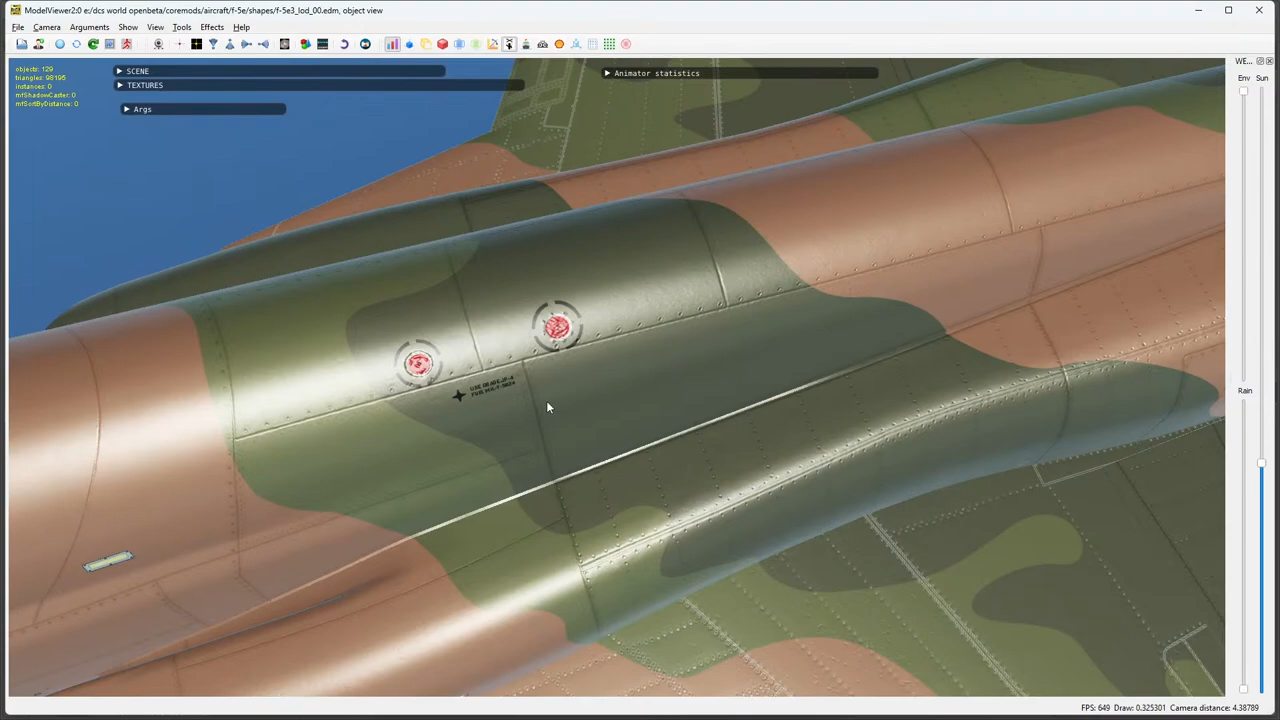 ModelViewer2.0 e:/dcs world openbeta/coremods/aircraft/f-5e/shapes/f-5e3_lod_00.edm, object view
File Camera Arguments Show View Tools Effects Help
objects: 129
triangles: 98195
instances: 0
mfShadowCaster: 0
mfSortByDistance: 0
SCENE
TEXTURES
Args
Animator statistics
WE...
Env Sun
Rain
FPS: 649 Draw: 0.325301 Camera distance: 4.38789